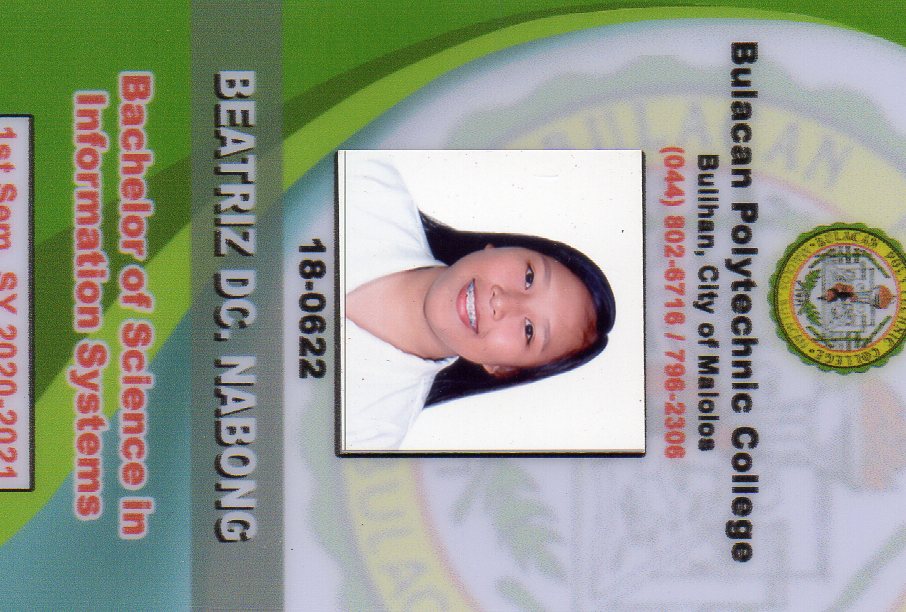 Bulacan Polytechnic College
Bulihan, City of Malolos
(044) 802-6716 / 796-2306
18-0622
BEATRIZ DC. NABONG
Bachelor of Science in
Information Systems
1st Sem SY 2020-2021